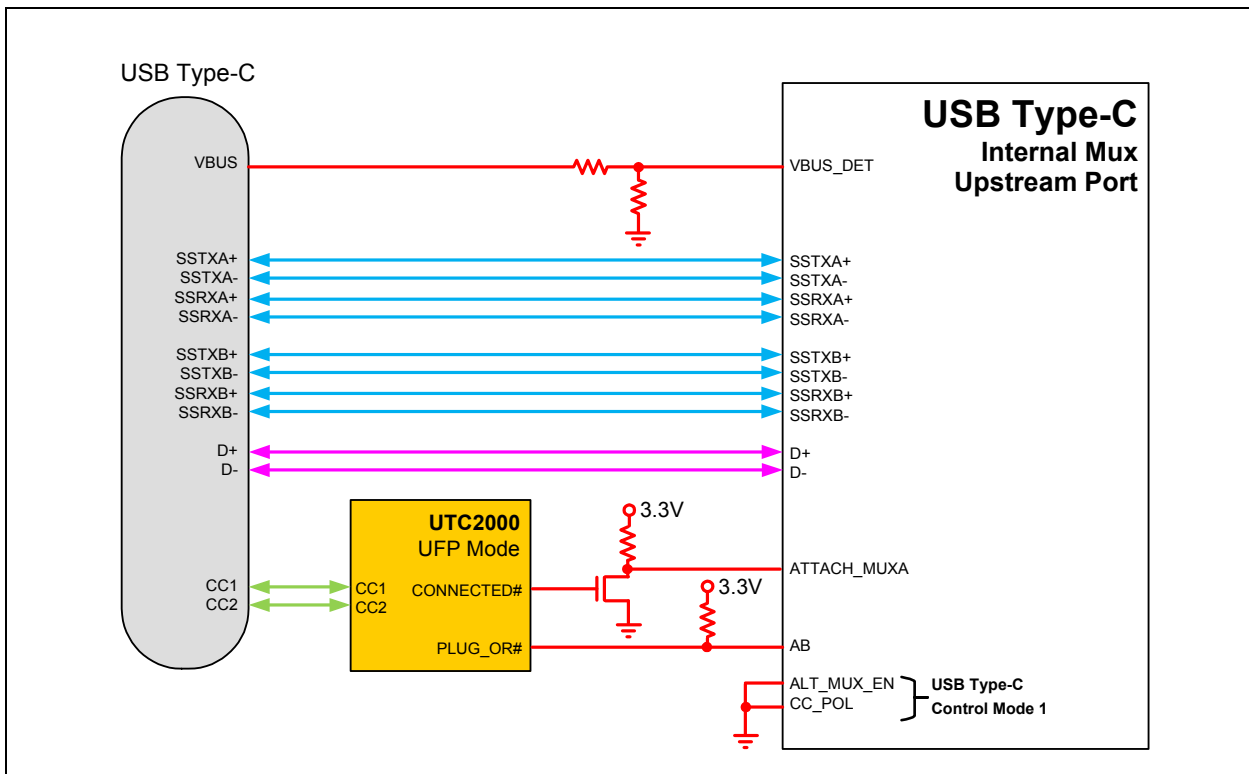 USB Type-C
VBUS
SSTXA+
SSTXA-
SSRXA+
SSRXA-
SSTXB+
SSTXB-
SSRXB+
SSRXB-
D+
D-
CC1
CC2
UTC2000
UFP Mode
CC1
CC2
CONNECTED#
PLUG_OR#
3.3V
3.3V
USB Type-C
Internal Mux
Upstream Port
VBUS_DET
SSTXA+
SSTXA-
SSRXA+
SSRXA-
SSTXB+
SSTXB-
SSRXB+
SSRXB-
D+
D-
ATTACH_MUXA
AB
ALT_MUX_EN
CC_POL
USB Type-C
Control Mode 1